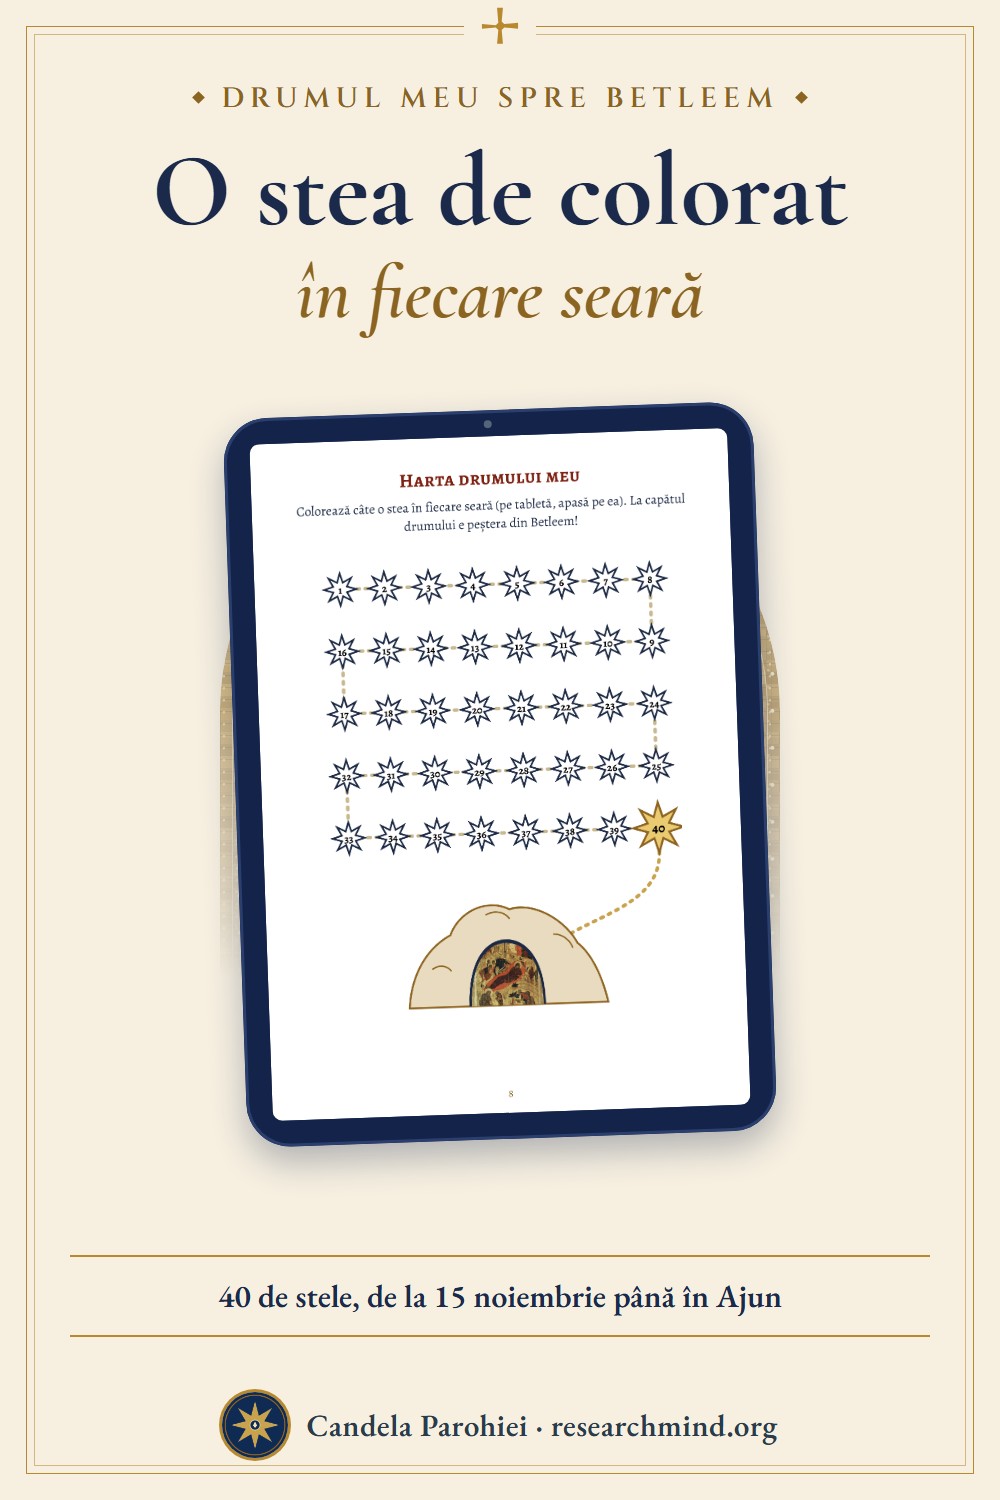 DRUMUL MEU SPRE BETLEEM
O stea de colorat
în fiecare seară
Harta drumului meu
Colorează câte o stea în fiecare seară (pe tabletă, apasă pe ea). La capătul
drumului e peștera din Betleem!
1 2 3 4 5 6 7 8
16 15 14 13 12 11 10 9
17 18 19 20 21 22 23 24
32 31 30 29 28 27 26 25
33 34 35 36 37 38 39 40
8
40 de stele, de la 15 noiembrie până în Ajun
Candela Parohiei · researchmind.org